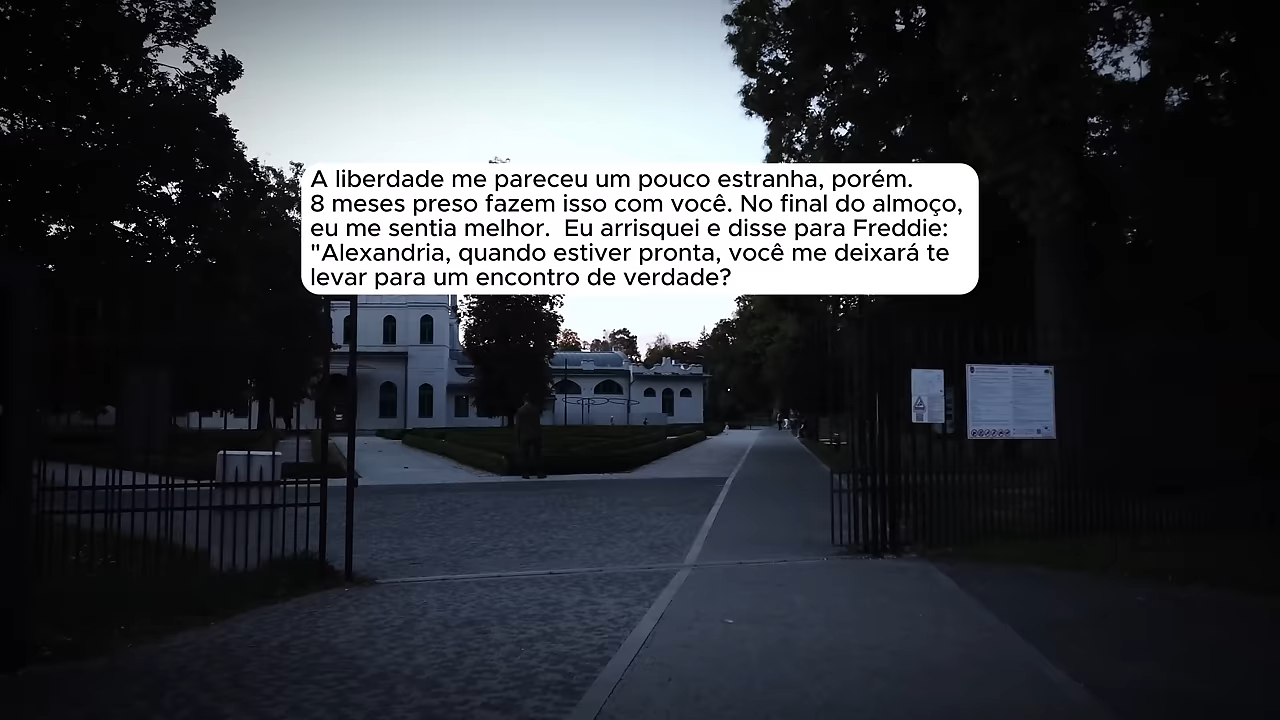 A liberdade me pareceu um pouco estranha, porém.
8 meses preso fazem isso com você. No final do almoço,
eu me sentia melhor.  Eu arrisquei e disse para Freddie:
"Alexandria, quando estiver pronta, você me deixará te
levar para um encontro de verdade?